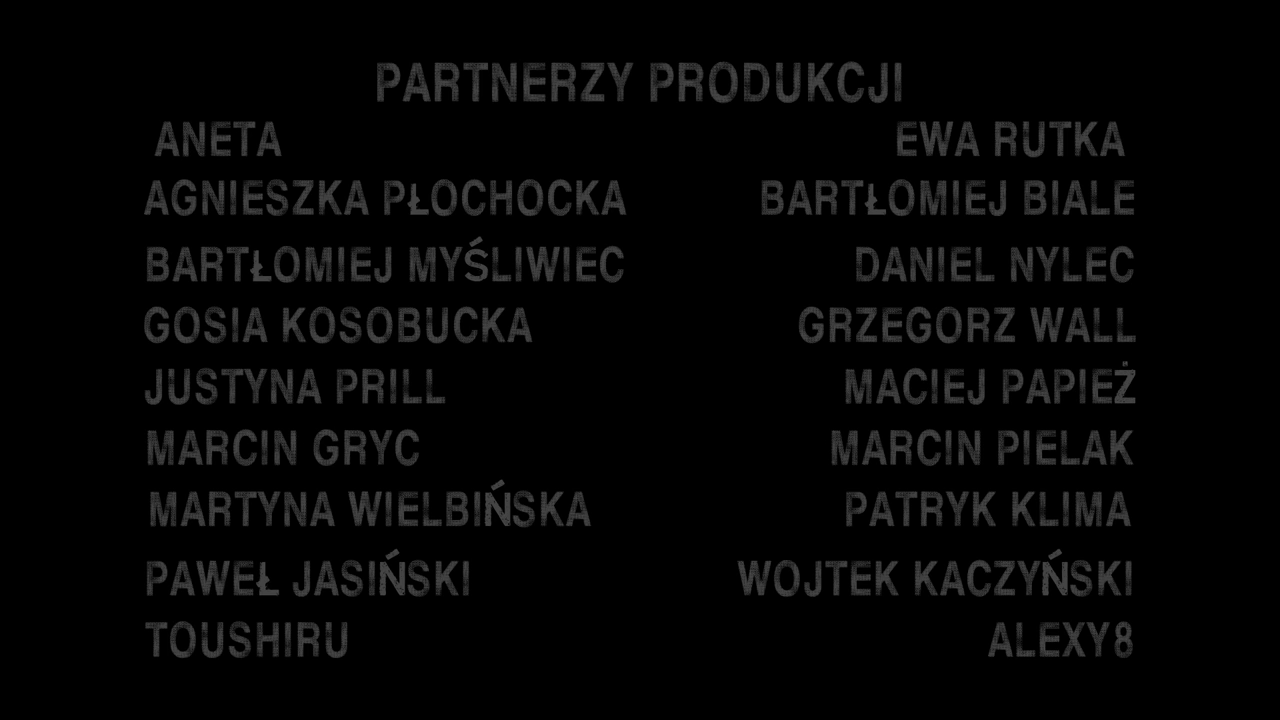 PARTNERZY PRODUKCJI
ANETA EWA RUTKA
AGNIESZKA PŁOCHOCKA BARTŁOMIEJ BIALE
BARTŁOMIEJ MYŚLIWIEC DANIEL NYLEC
GOSIA KOSOBUCKA GRZEGORZ WALL
JUSTYNA PRILL MACIEJ PAPIEŻ
MARCIN GRYC MARCIN PIELAK
MARTYNA WIELBIŃSKA PATRYK KLIMA
PAWEŁ JASIŃSKI WOJTEK KACZYŃSKI
TOUSHIRU ALEXY8